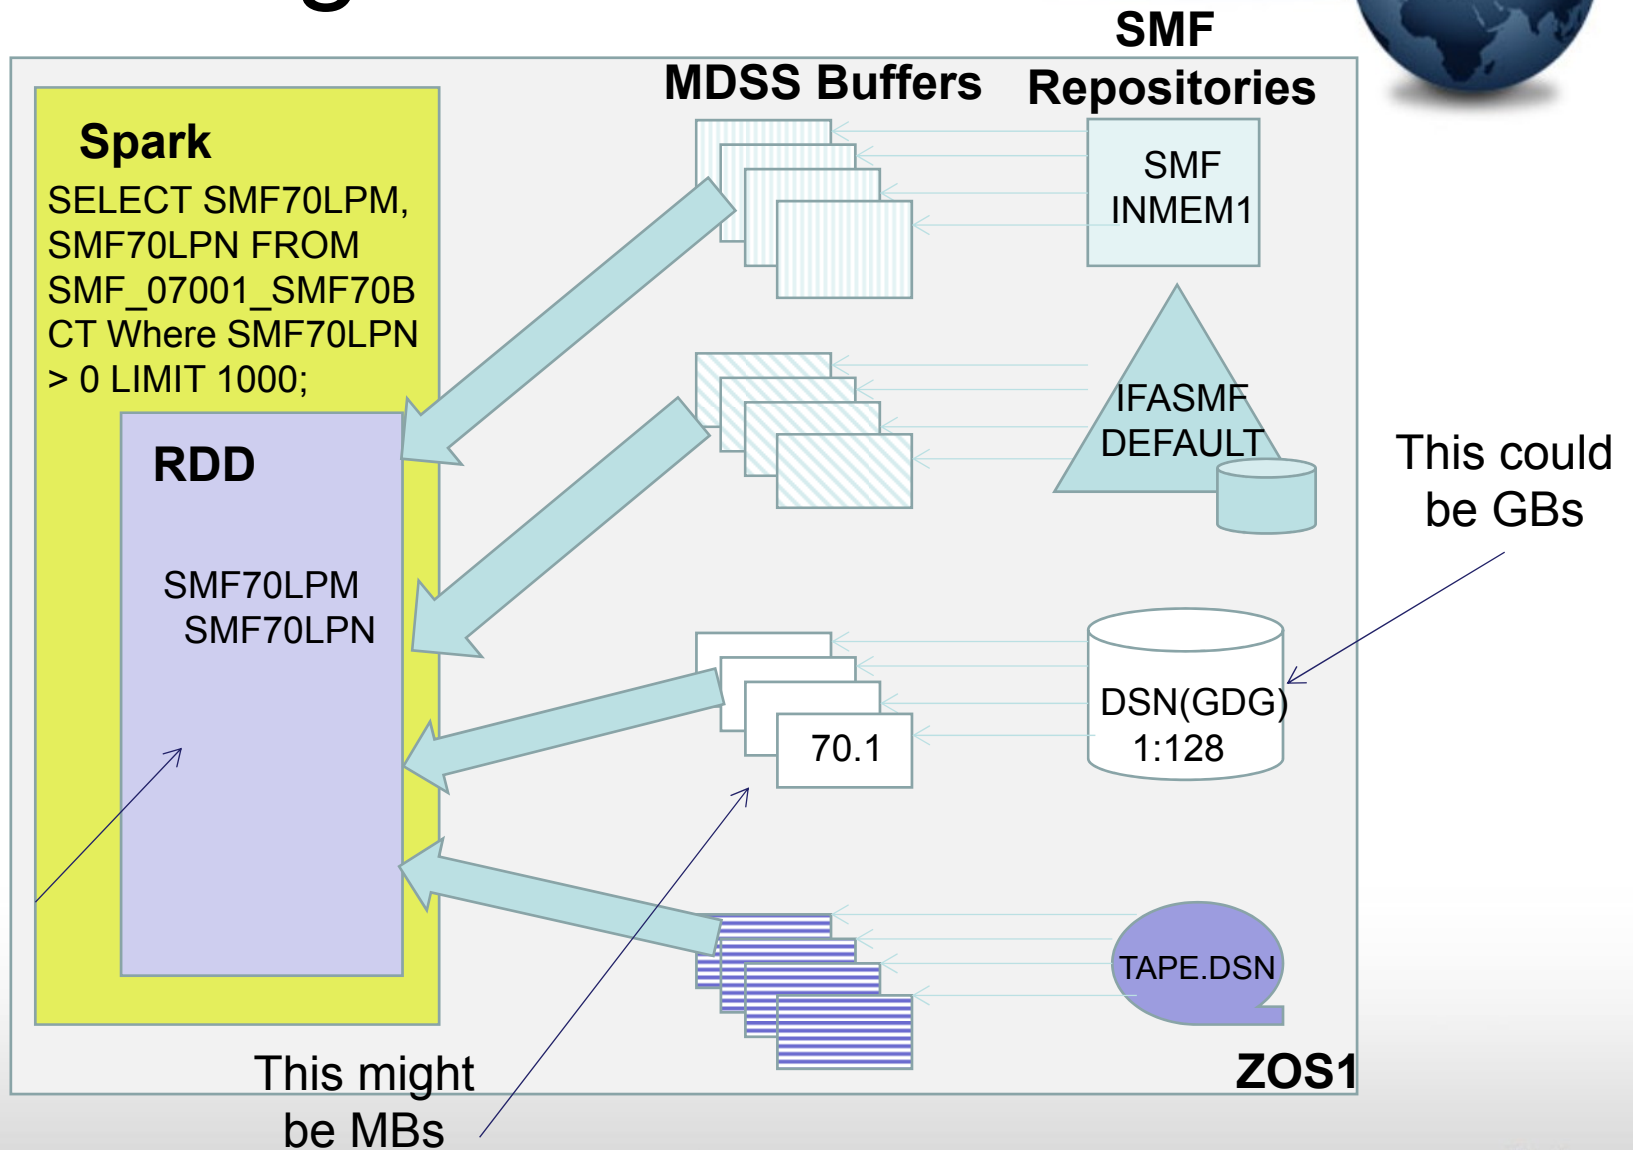 SMF
MDSS Buffers
Repositories
Spark
SELECT SMF70LPM,
SMF70LPN FROM
SMF_07001_SMF70B
CT Where SMF70LPN
> 0 LIMIT 1000;
RDD
SMF70LPM
SMF70LPN
SMF
INMEM1
IFASMF
DEFAULT
This could
be GBs
70.1
DSN(GDG)
1:128
TAPE.DSN
ZOS1
This might
be MBs